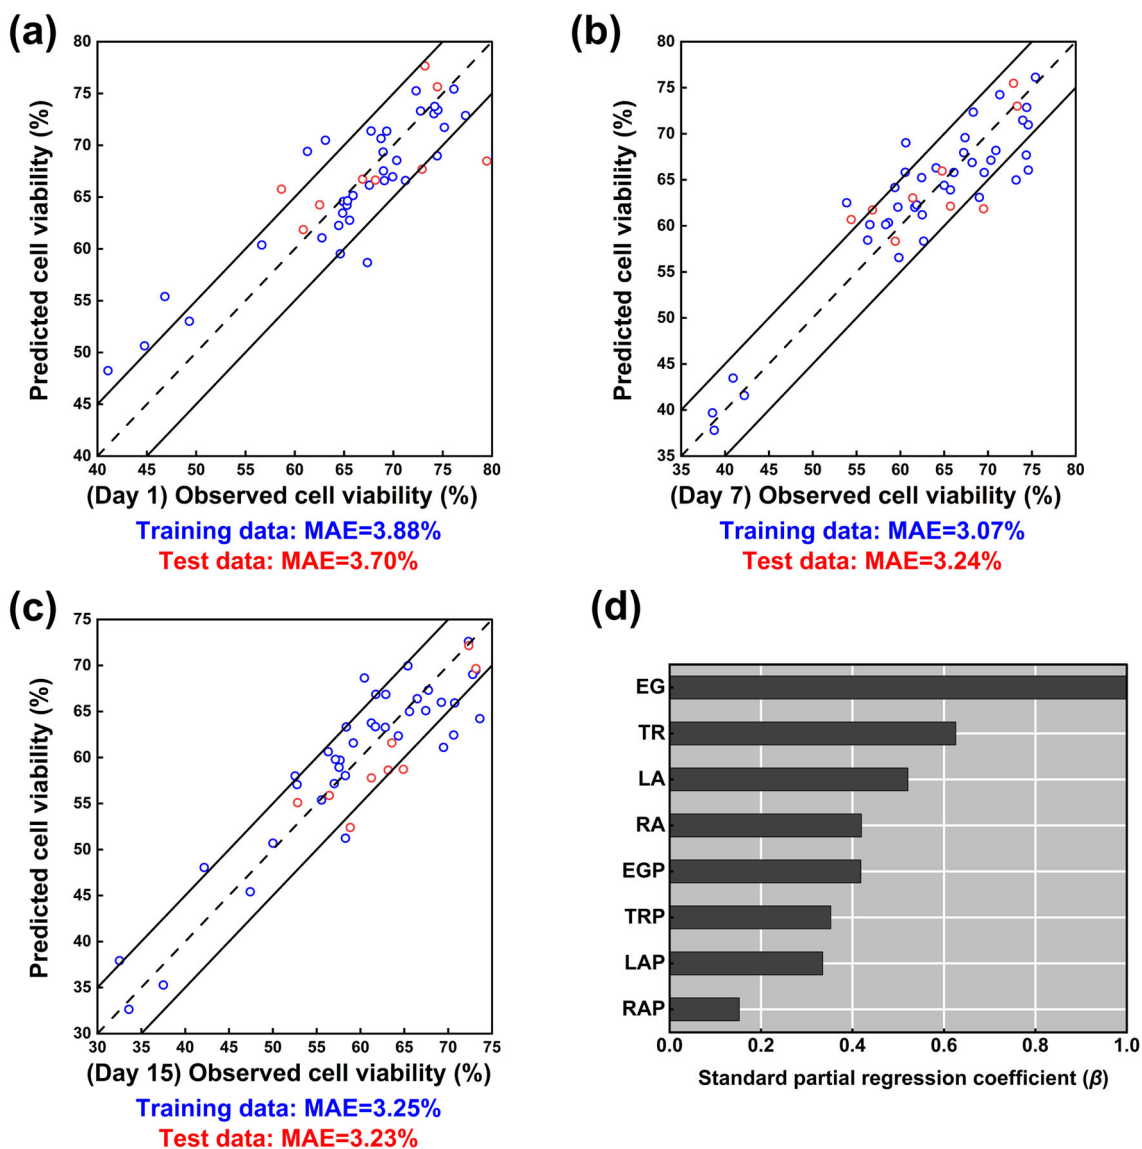 (a)
Predicted cell viability (%)
80
75
70
65
60
55
50
45
40
40 45 50 55 60 65 70 75 80
(Day 1) Observed cell viability (%)
Training data: MAE=3.88%
Test data: MAE=3.70%
(b)
Predicted cell viability (%)
80
75
70
65
60
55
50
45
40
35
35 40 45 50 55 60 65 70 75 80
(Day 7) Observed cell viability (%)
Training data: MAE=3.07%
Test data: MAE=3.24%
(c)
Predicted cell viability (%)
75
70
65
60
55
50
45
40
35
30
30 35 40 45 50 55 60 65 70 75
(Day 15) Observed cell viability (%)
Training data: MAE=3.25%
Test data: MAE=3.23%
(d)
EG
TR
LA
RA
EGP
TRP
LAP
RAP
0.0 0.2 0.4 0.6 0.8 1.0
Standard partial regression coefficient (β)